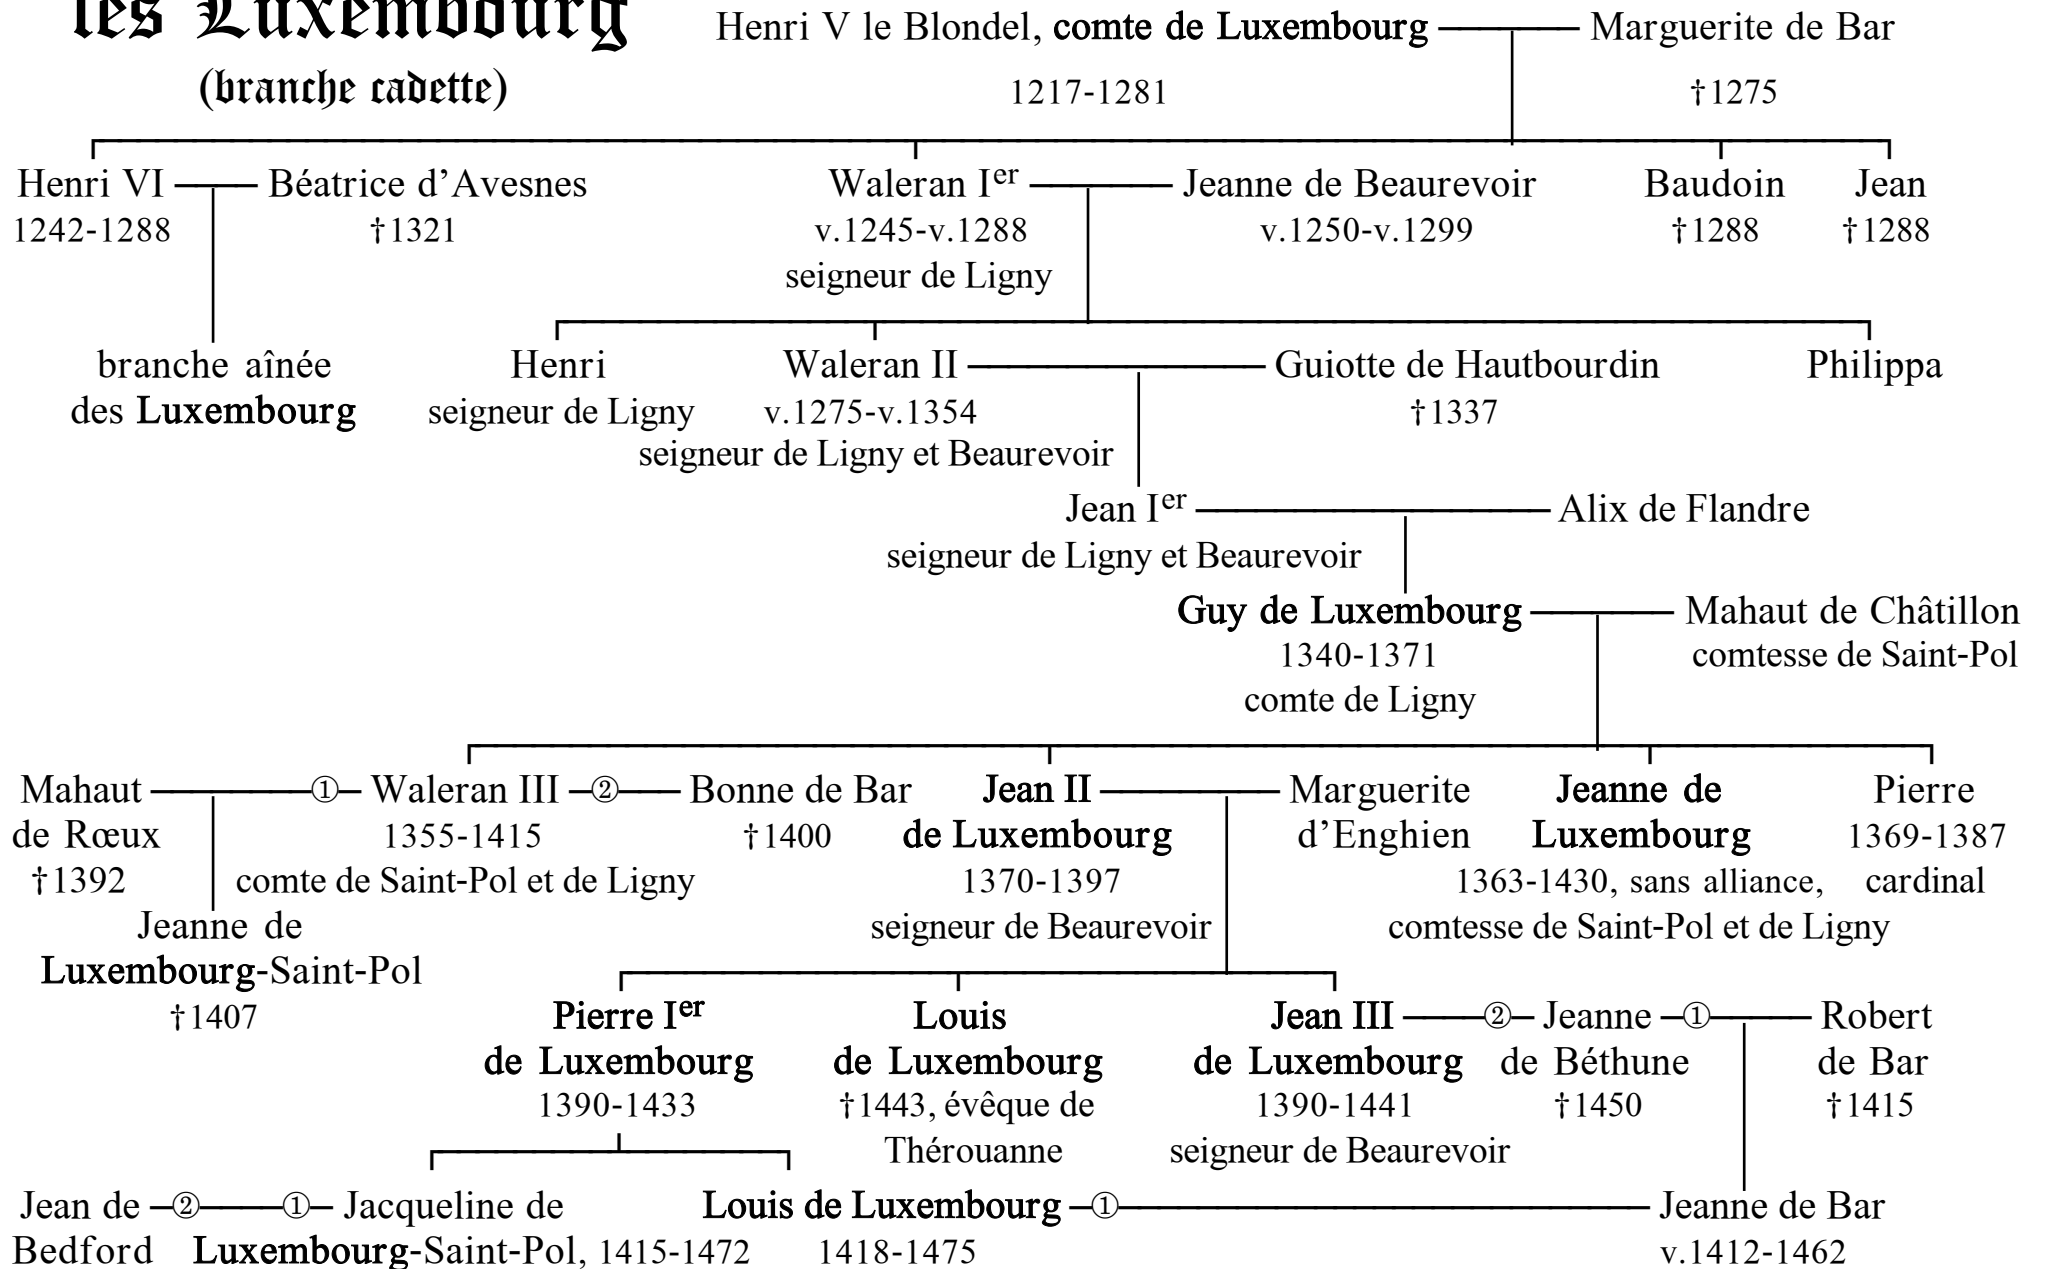 les Luxembourg
(branche cadette)
Henri V le Blondel, comte de Luxembourg Marguerite de Bar
1217-1281 †1275
Henri VI Béatrice d’Avesnes Waleran Ier Jeanne de Beaurevoir Baudoin Jean
1242-1288 †1321 v.1245-v.1288 v.1250-v.1299 †1288 †1288
seigneur de Ligny
branche aînée Henri Waleran II Guiotte de Hautbourdin Philippa
des Luxembourg seigneur de Ligny v.1275-v.1354 †1337
seigneur de Ligny et Beaurevoir
Jean Ier Alix de Flandre
seigneur de Ligny et Beaurevoir
Guy de Luxembourg Mahaut de Châtillon
1340-1371 comtesse de Saint-Pol
comte de Ligny
Mahaut ① Waleran III ② Bonne de Bar Jean II Marguerite Jeanne de Pierre
de Rœux 1355-1415 †1400 de Luxembourg d’Enghien Luxembourg 1369-1387
†1392 comte de Saint-Pol et de Ligny 1370-1397 1363-1430, sans alliance, cardinal
Jeanne de seigneur de Beaurevoir comtesse de Saint-Pol et de Ligny
Luxembourg-Saint-Pol
†1407 Pierre Ier Louis Jean III ② Jeanne ① Robert
de Luxembourg de Luxembourg de Luxembourg de Béthune de Bar
1390-1433 †1443, évêque de 1390-1441 †1450 †1415
Thérouanne seigneur de Beaurevoir
Jean de ② ① Jacqueline de Louis de Luxembourg ① Jeanne de Bar
Bedford Luxembourg-Saint-Pol, 1415-1472 1418-1475 v.1412-1462